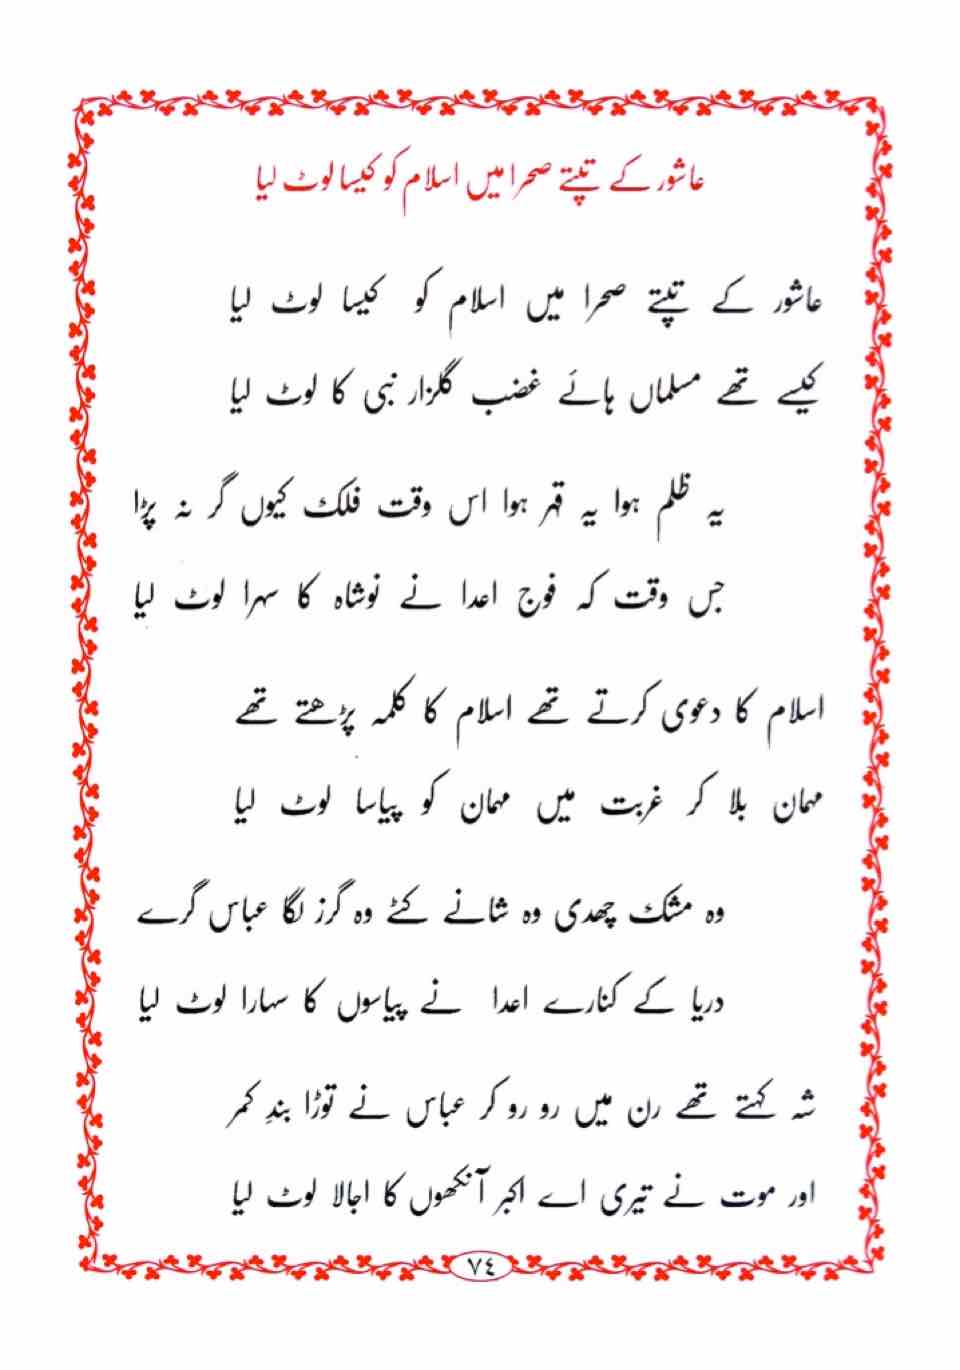 عاشور کے تپتے صحرا میں اسلام کو کیسا لوٹ لیا
عاشور کے تپتے صحرا میں اسلام کو کیسا لوٹ لیا
کیسے تھے مسلماں ہائے غضب گلزار نبی کا لوٹ لیا
یہ ظلم ہوا یہ قہر ہوا اس وقت فلک کیوں گر نہ پڑا
جس وقت کہ فوج اعدا نے نوشاہ کا سہرا لوٹ لیا
اسلام کا دعوی کرتے تھے اسلام کا کلمہ پڑھتے تھے
مہمان بلا کر غربت میں مہمان کو پیاسا لوٹ لیا
وہ مشک چھدی وہ شانے کٹے وہ گرز لگا عباس گرے
دریا کے کنارے اعدا نے پیاسوں کا سہارا لوٹ لیا
شہ کہتے تھے رن میں رو رو کر عباس نے توڑا بندِ کمر
اور موت نے تیری اے اکبر آنکھوں کا اجالا لوٹ لیا
٧٤